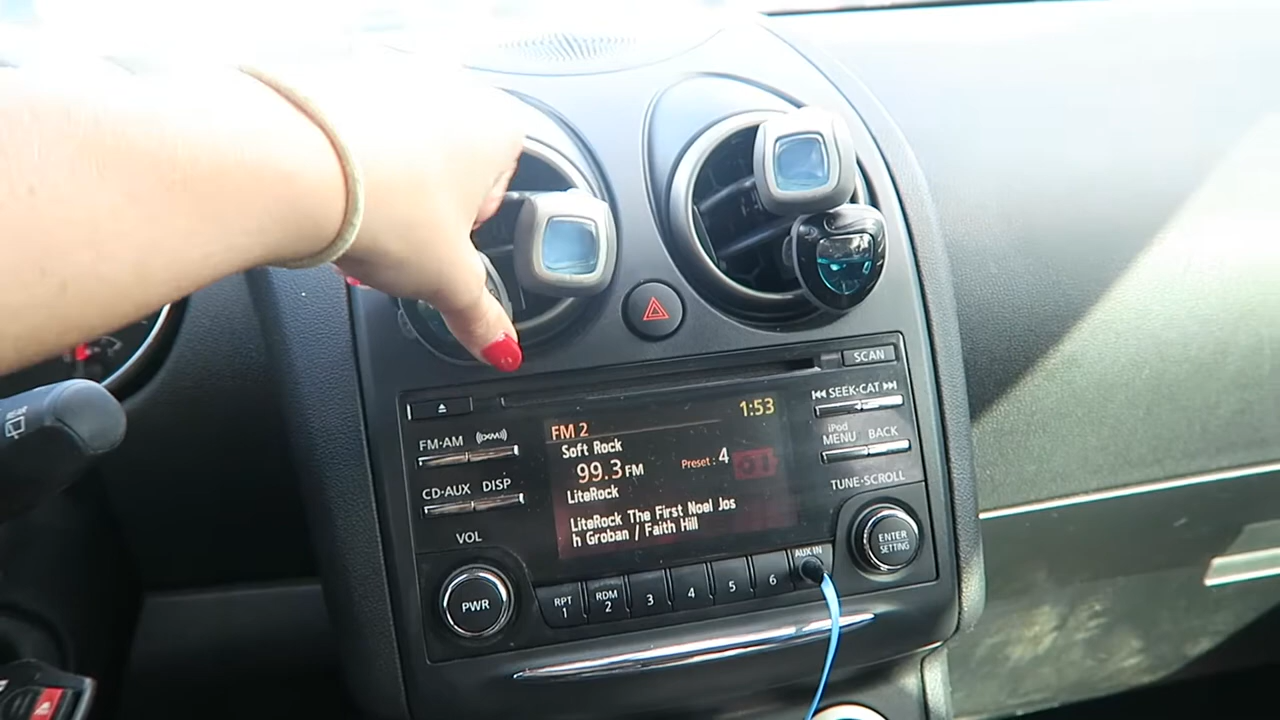 SCAN
SEEK·CAT
FM·AM
iPod
MENU
BACK
CD·AUX
DISP
TUNE·SCROLL
VOL
PWR
1:53
FM 2
Soft Rock
99.3 FM
Preset : 4
LiteRock
LiteRock The First Noel Jos
h Groban / Faith Hill
AUX IN
ENTER
SETTING
RPT
1
RDM
2
3
4
5
6
REAR